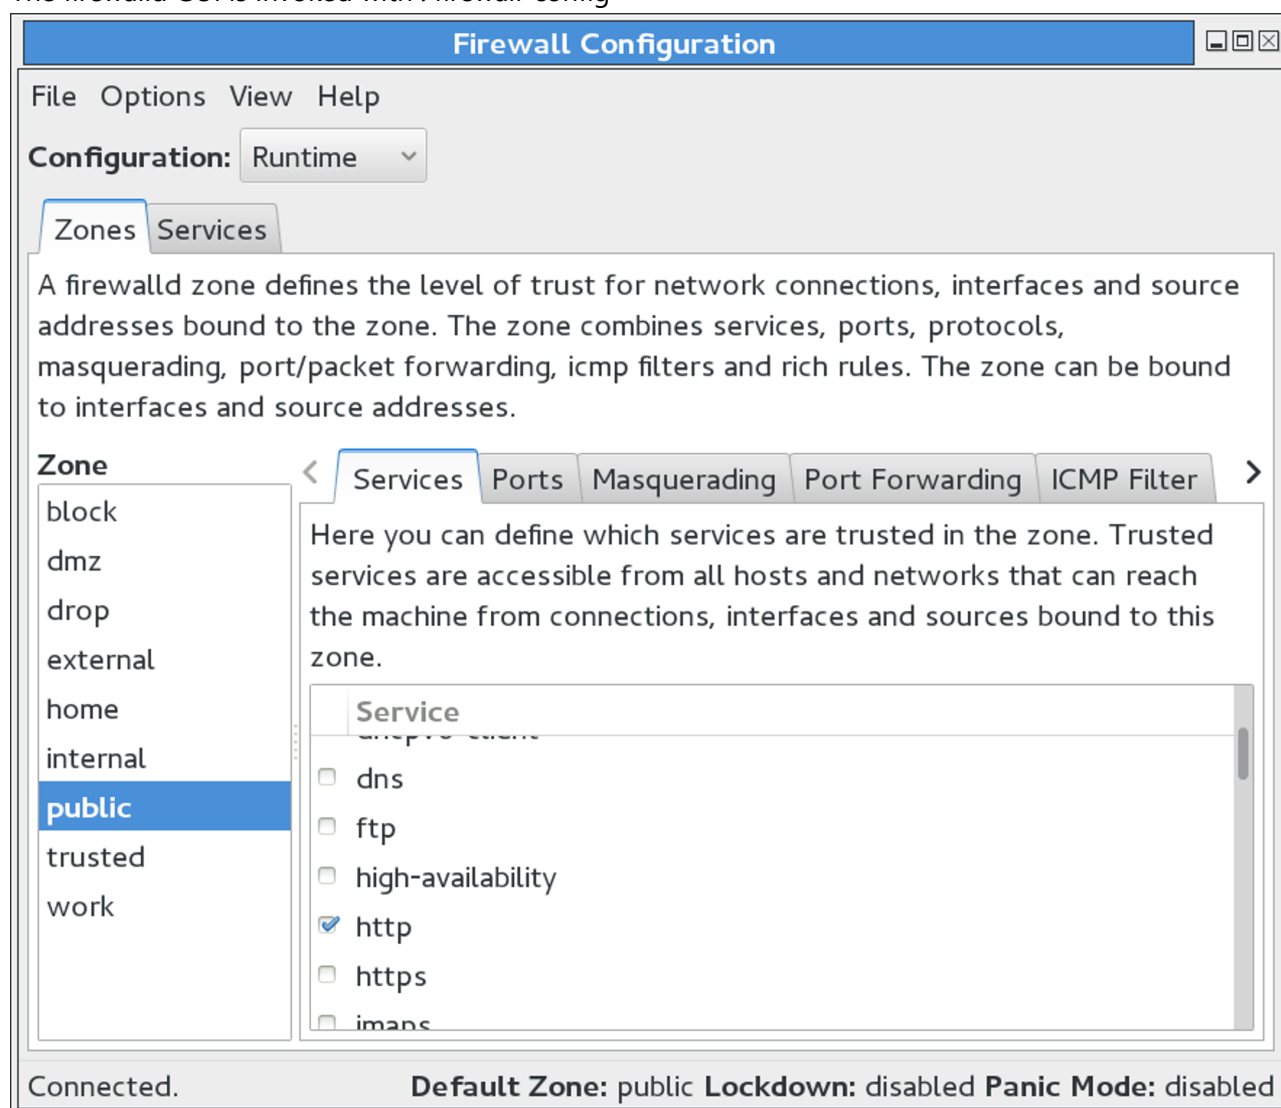 Firewall Configuration
File Options View Help
Configuration: Runtime
Zones Services
A firewalld zone defines the level of trust for network connections, interfaces and source
addresses bound to the zone. The zone combines services, ports, protocols,
masquerading, port/packet forwarding, icmp filters and rich rules. The zone can be bound
to interfaces and source addresses.
Zone
block
dmz
drop
external
home
internal
public
trusted
work
Services Ports Masquerading Port Forwarding ICMP Filter
Here you can define which services are trusted in the zone. Trusted
services are accessible from all hosts and networks that can reach
the machine from connections, interfaces and sources bound to this
zone.
Service
dns
ftp
high-availability
http
https
imaps
Connected.
Default Zone: public Lockdown: disabled Panic Mode: disabled